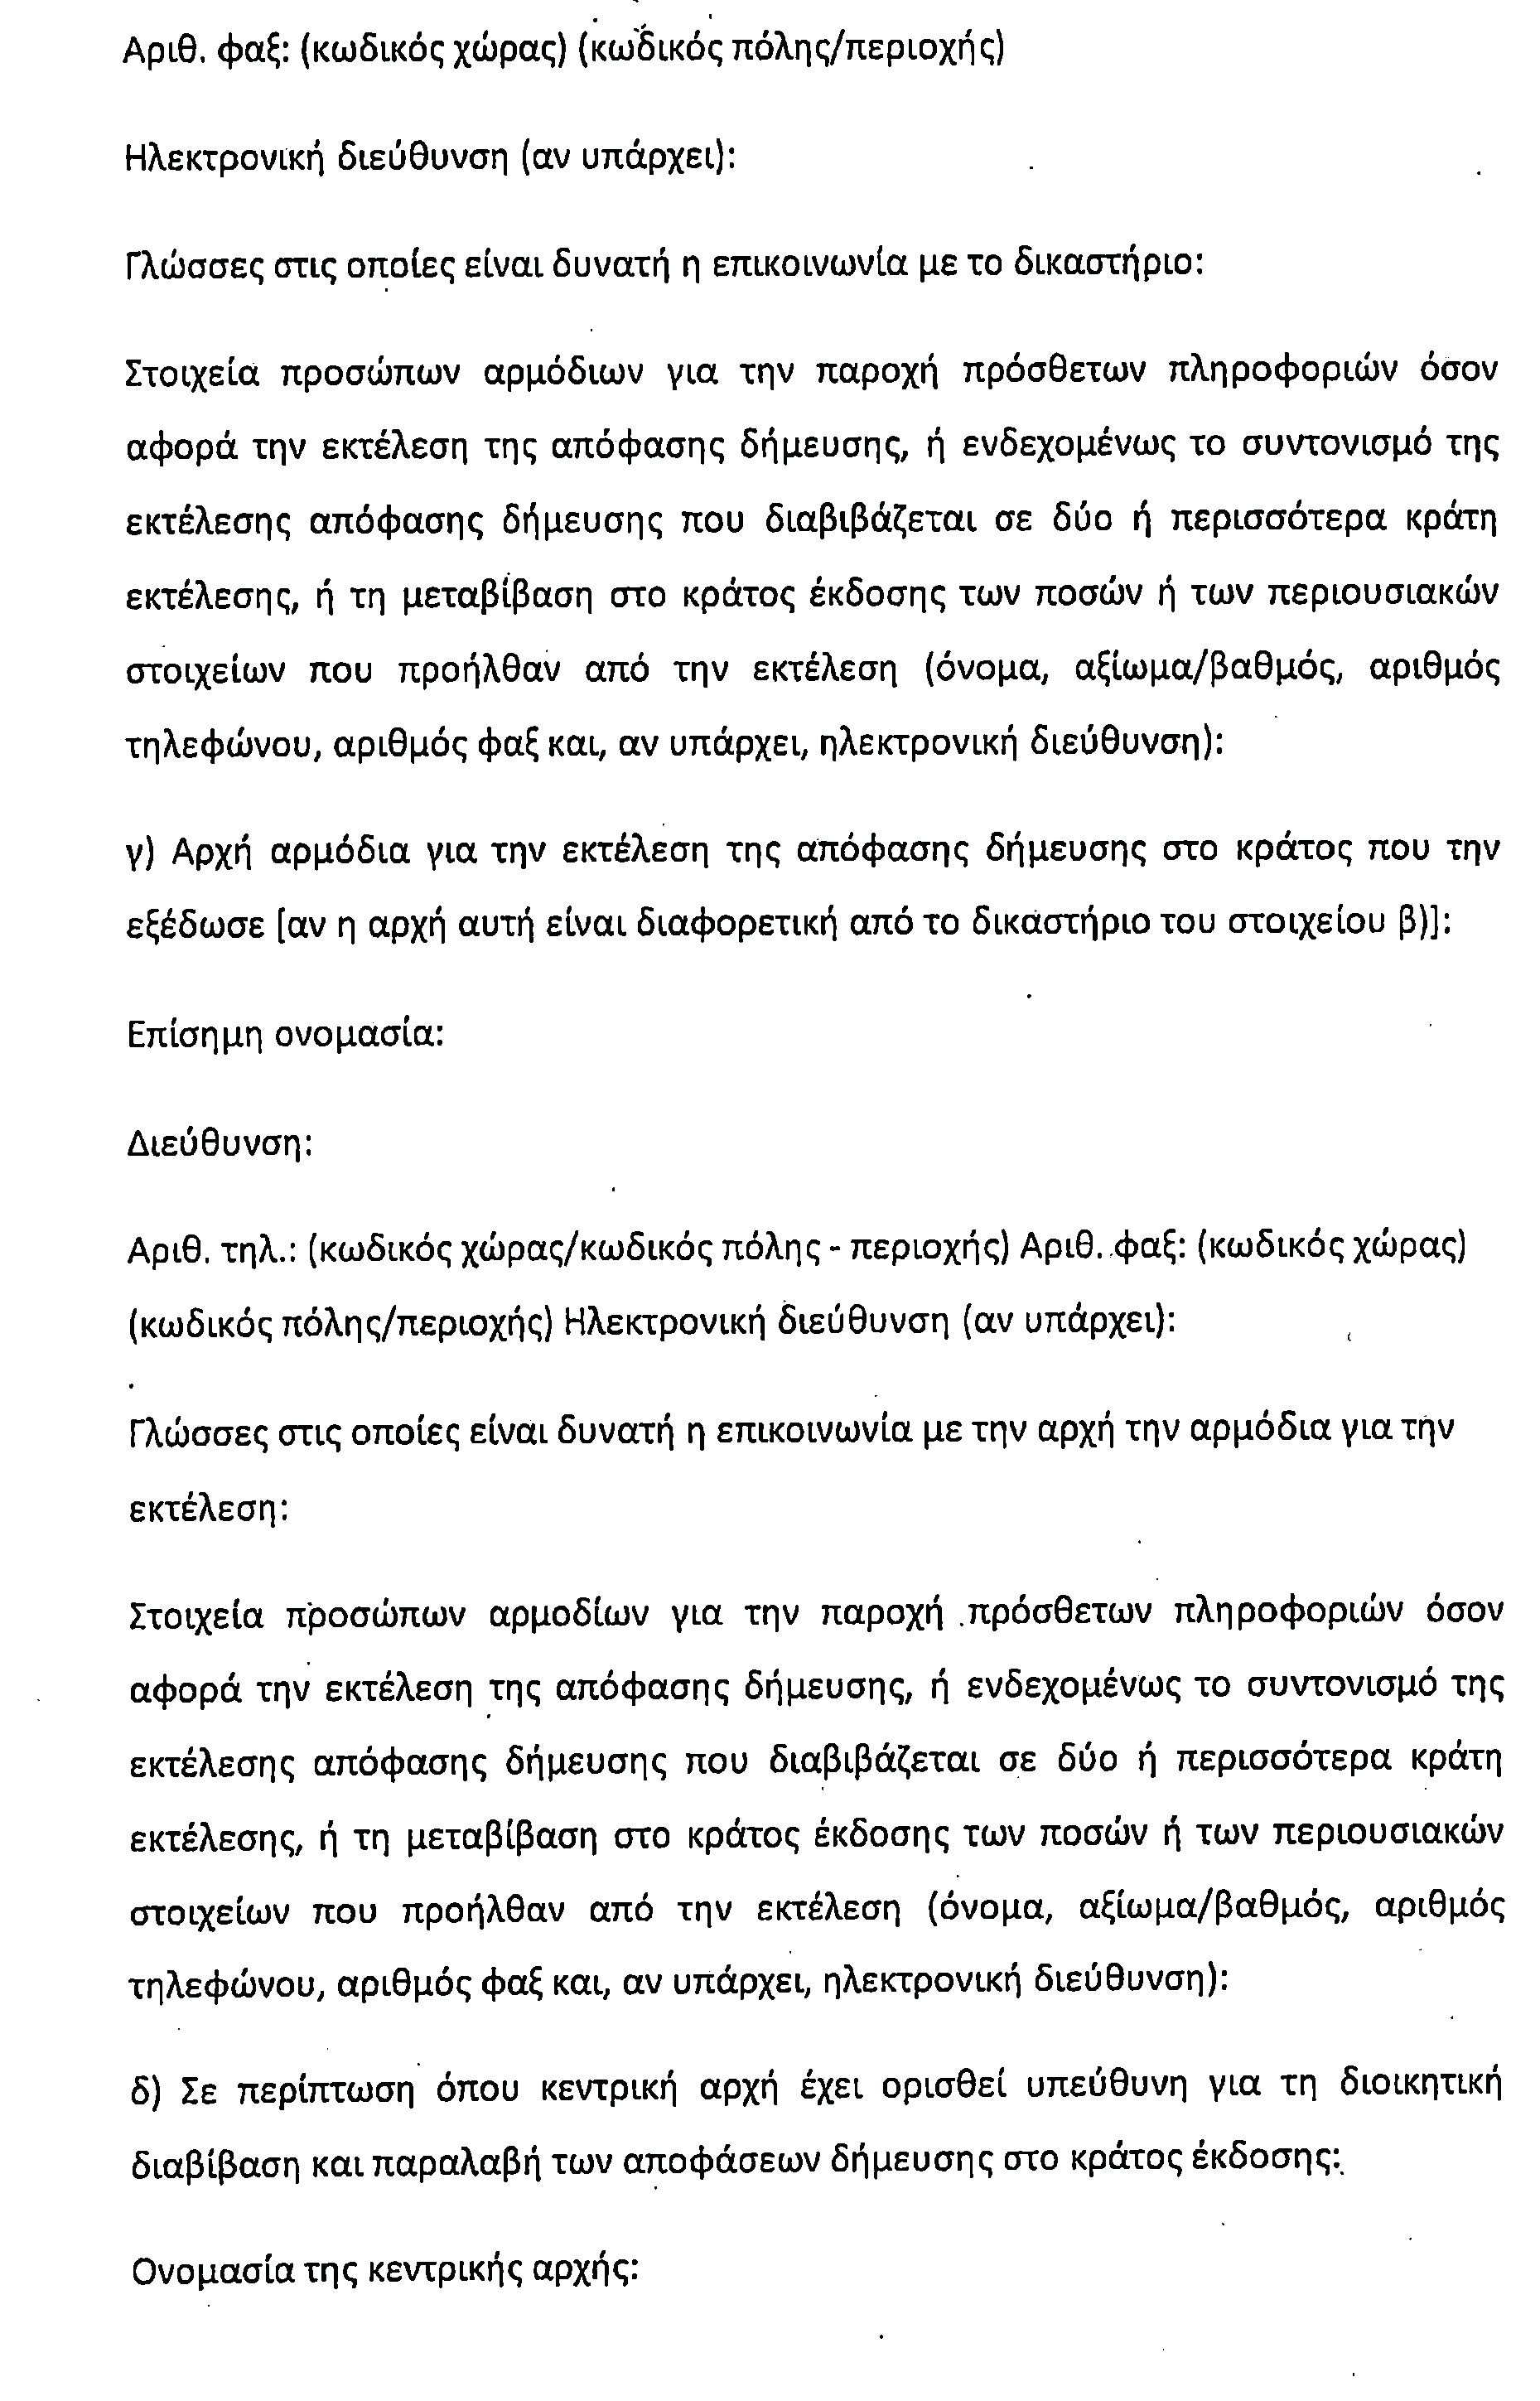 Αριθ. φαξ: (κωδικός χώρας) (κωδικός πόλης/περιοχής)
Ηλεκτρονική διεύθυνση (αν υπάρχει):
Γλώσσες στις οποίες είναι δυνατή η επικοινωνία με το δικαστήριο:
Στοιχεία προσώπων αρμόδιων για την παροχή πρόσθετων πληροφοριών όσον
αφορά την εκτέλεση της απόφασης δήμευσης, ή ενδεχομένως το συντονισμό της
εκτέλεσης απόφασης δήμευσης που διαβιβάζεται σε δύο ή περισσότερα κράτη
εκτέλεσης, ή τη μεταβίβαση στο κράτος έκδοσης των ποσών ή των περιουσιακών
στοιχείων που προήλθαν από την εκτέλεση (όνομα, αξίωμα/βαθμός, αριθμός
τηλεφώνου, αριθμός φαξ και, αν υπάρχει, ηλεκτρονική διεύθυνση):
γ) Αρχή αρμόδια για την εκτέλεση της απόφασης δήμευσης στο κράτος που την
εξέδωσε [αν η αρχή αυτή είναι διαφορετική από το δικαστήριο του στοιχείου β)]:
Επίσημη ονομασία:
Διεύθυνση:
Αριθ. τηλ.: (κωδικός χώρας/κωδικός πόλης - περιοχής) Αριθ. φαξ: (κωδικός χώρας)
(κωδικός πόλης/περιοχής) Ηλεκτρονική διεύθυνση (αν υπάρχει):
Γλώσσες στις οποίες είναι δυνατή η επικοινωνία με την αρχή την αρμόδια για την
εκτέλεση:
Στοιχεία προσώπων αρμοδίων για την παροχή πρόσθετων πληροφοριών όσον
αφορά την εκτέλεση της απόφασης δήμευσης, ή ενδεχομένως το συντονισμό της
εκτέλεσης απόφασης δήμευσης που διαβιβάζεται σε δύο ή περισσότερα κράτη
εκτέλεσης, ή τη μεταβίβαση στο κράτος έκδοσης των ποσών ή των περιουσιακών
στοιχείων που προήλθαν από την εκτέλεση (όνομα, αξίωμα/βαθμός, αριθμός
τηλεφώνου, αριθμός φαξ και, αν υπάρχει, ηλεκτρονική διεύθυνση):
δ) Σε περίπτωση όπου κεντρική αρχή έχει ορισθεί υπεύθυνη για τη διοικητική
διαβίβαση και παραλαβή των αποφάσεων δήμευσης στο κράτος έκδοσης:
Ονομασία της κεντρικής αρχής: